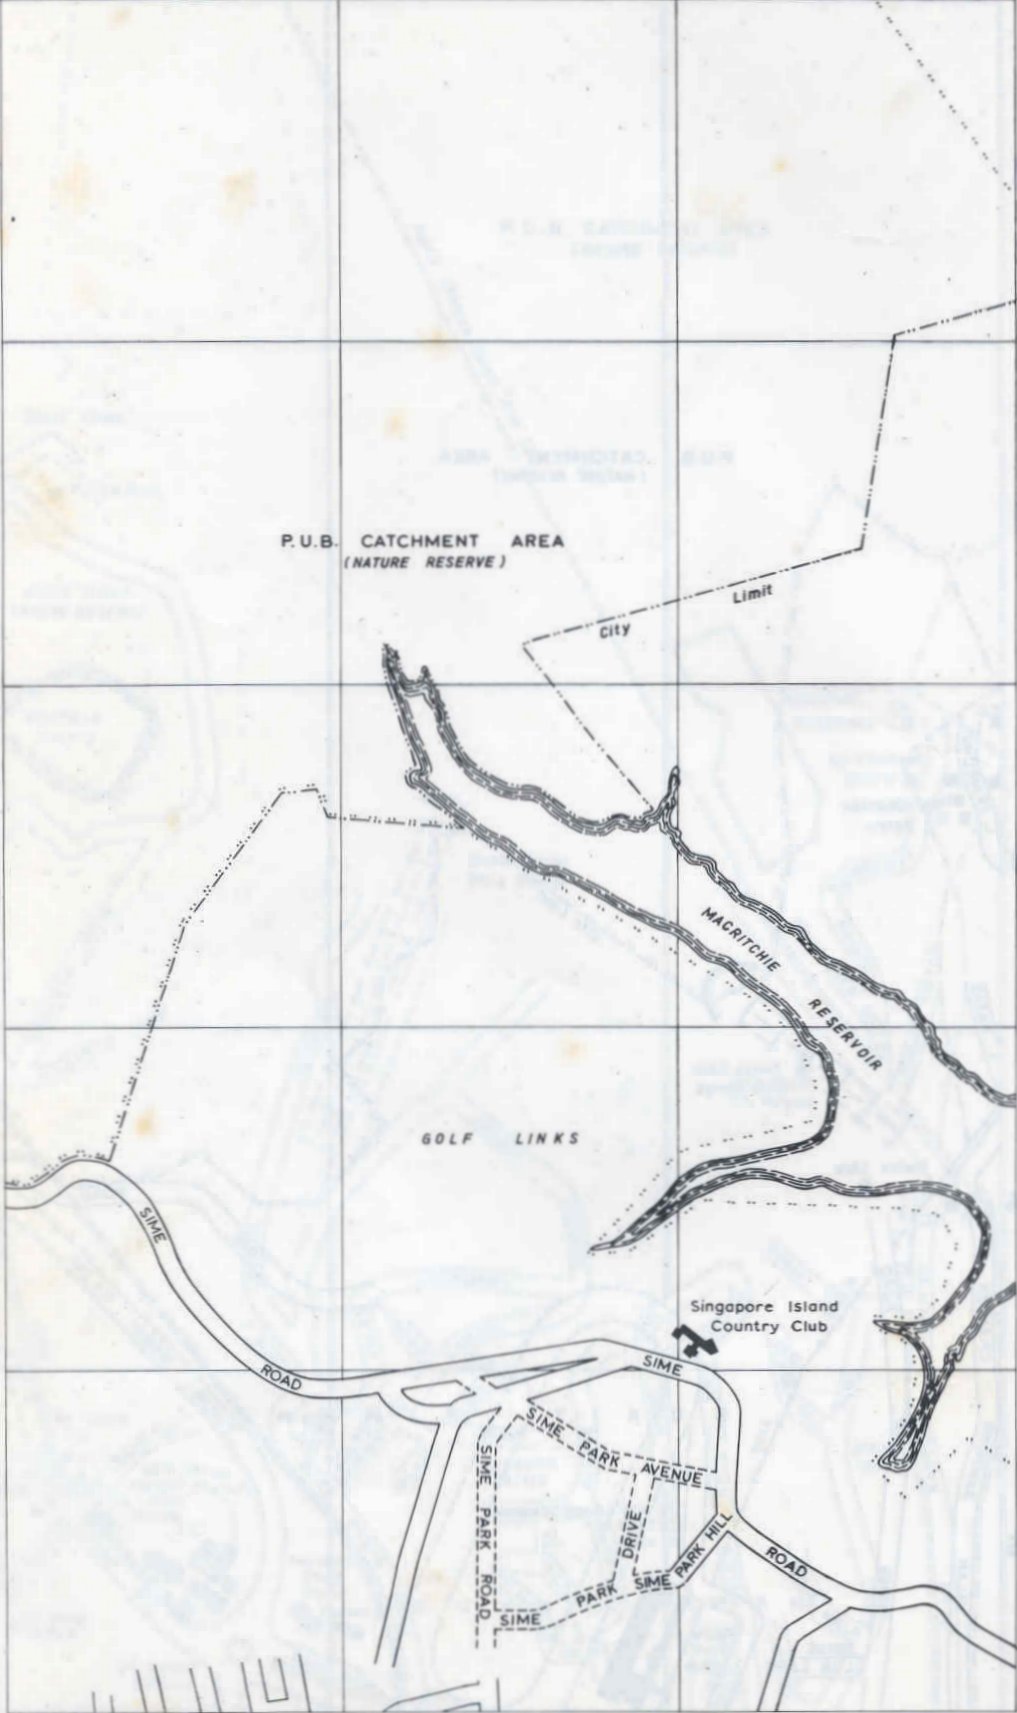 P.U.B. CATCHMENT AREA
(NATURE RESERVE)
City Limit
MACRITCHIE RESERVOIR
GOLF LINKS
SIME ROAD
Singapore Island
Country Club
SIME ROAD
SIME PARK AVENUE
SIME PARK ROAD
SIME PARK DRIVE
SIME PARK HILL